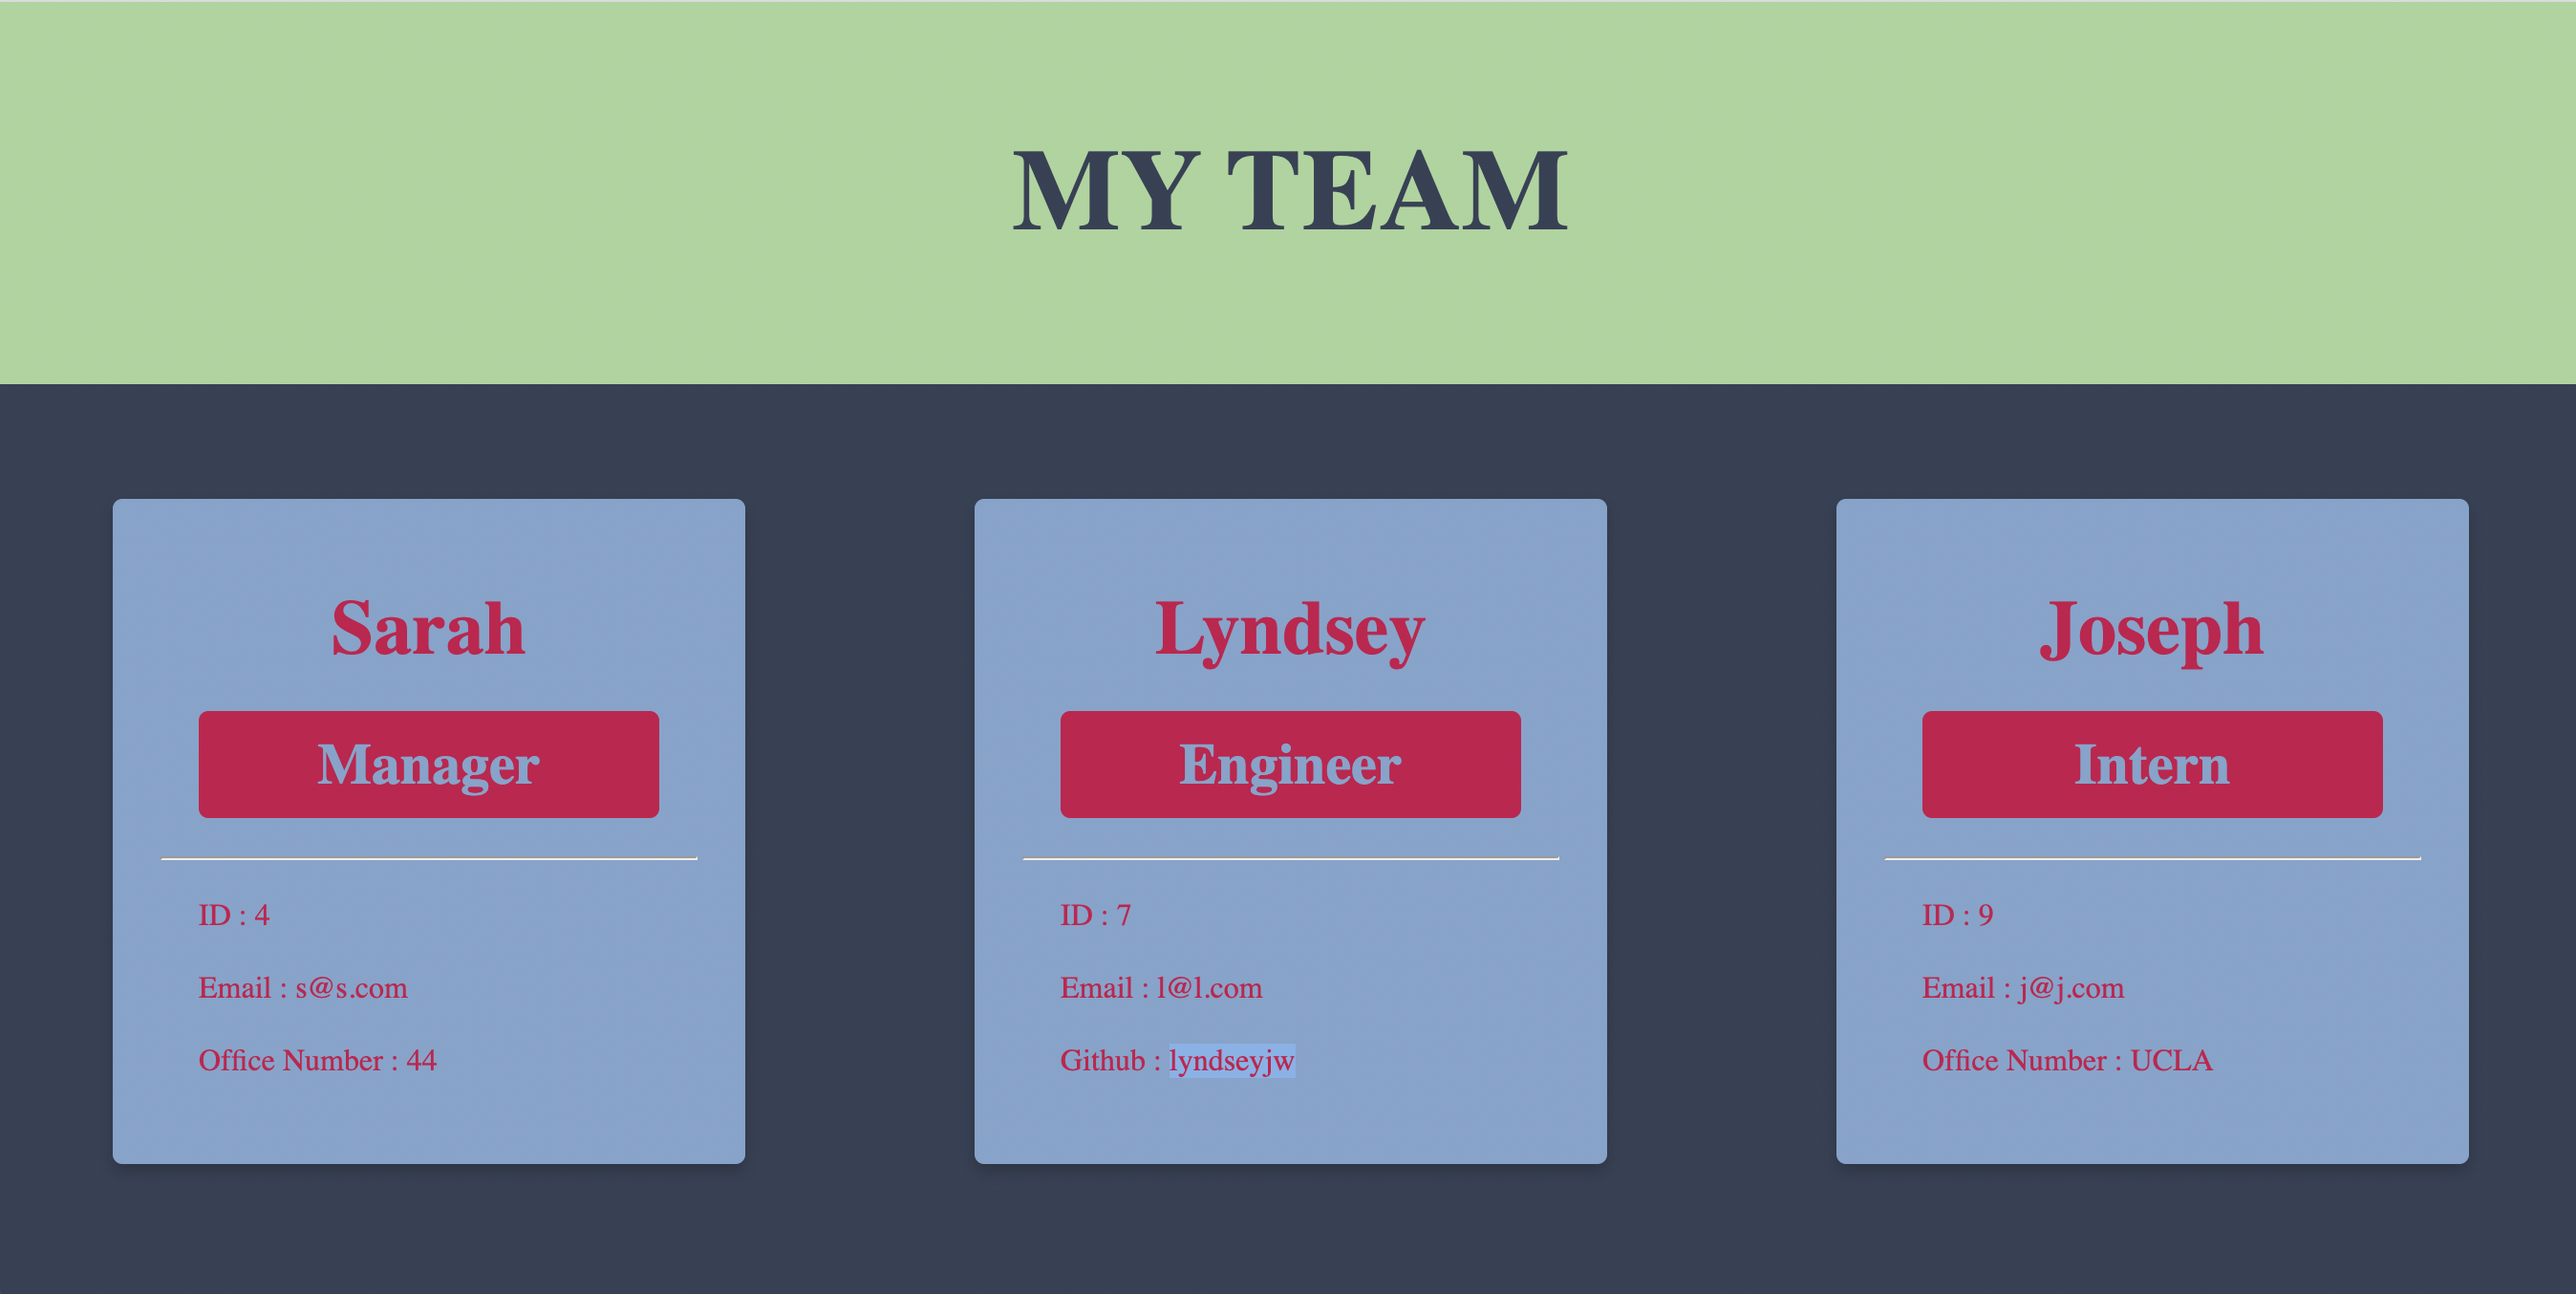 MY TEAM
Sarah
Manager
ID : 4
Email : s@s.com
Office Number : 44
Lyndsey
Engineer
ID : 7
Email : l@l.com
Github : lyndseyjw
Joseph
Intern
ID : 9
Email : j@j.com
Office Number : UCLA